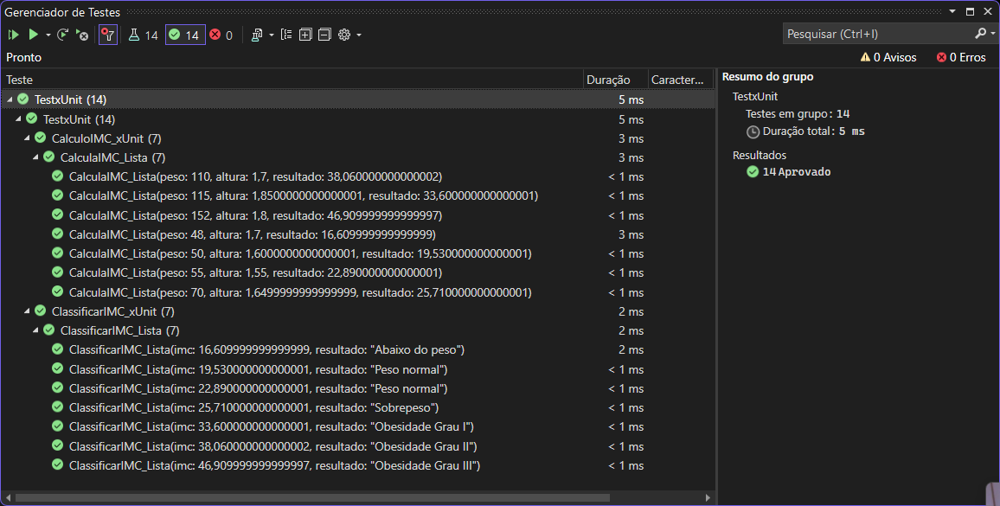 Gerenciador de Testes
14 14 0
Pesquisar (Ctrl+I)
Pronto
0 Avisos 0 Erros
Teste Duração Caracter...
TestxUnit (14) 5 ms
TestxUnit (14) 5 ms
CalculoIMC_xUnit (7) 3 ms
CalculaIMC_Lista (7) 3 ms
CalculaIMC_Lista(peso: 110, altura: 1,7, resultado: 38,060000000000002) < 1 ms
CalculaIMC_Lista(peso: 115, altura: 1,8500000000000001, resultado: 33,600000000000001) < 1 ms
CalculaIMC_Lista(peso: 152, altura: 1,8, resultado: 46,909999999999997) < 1 ms
CalculaIMC_Lista(peso: 48, altura: 1,7, resultado: 16,609999999999999) 3 ms
CalculaIMC_Lista(peso: 50, altura: 1,6000000000000001, resultado: 19,530000000000001) < 1 ms
CalculaIMC_Lista(peso: 55, altura: 1,55, resultado: 22,890000000000001) < 1 ms
CalculaIMC_Lista(peso: 70, altura: 1,6499999999999999, resultado: 25,710000000000001) < 1 ms
ClassificarIMC_xUnit (7) 2 ms
ClassificarIMC_Lista (7) 2 ms
ClassificarIMC_Lista(imc: 16,609999999999999, resultado: "Abaixo do peso") 2 ms
ClassificarIMC_Lista(imc: 19,530000000000001, resultado: "Peso normal") < 1 ms
ClassificarIMC_Lista(imc: 22,890000000000001, resultado: "Peso normal") < 1 ms
ClassificarIMC_Lista(imc: 25,710000000000001, resultado: "Sobrepeso") < 1 ms
ClassificarIMC_Lista(imc: 33,600000000000001, resultado: "Obesidade Grau I") < 1 ms
ClassificarIMC_Lista(imc: 38,060000000000002, resultado: "Obesidade Grau II") < 1 ms
ClassificarIMC_Lista(imc: 46,909999999999997, resultado: "Obesidade Grau III") < 1 ms
Resumo do grupo
TestxUnit
Testes em grupo: 14
Duração total: 5 ms
Resultados
14 Aprovado